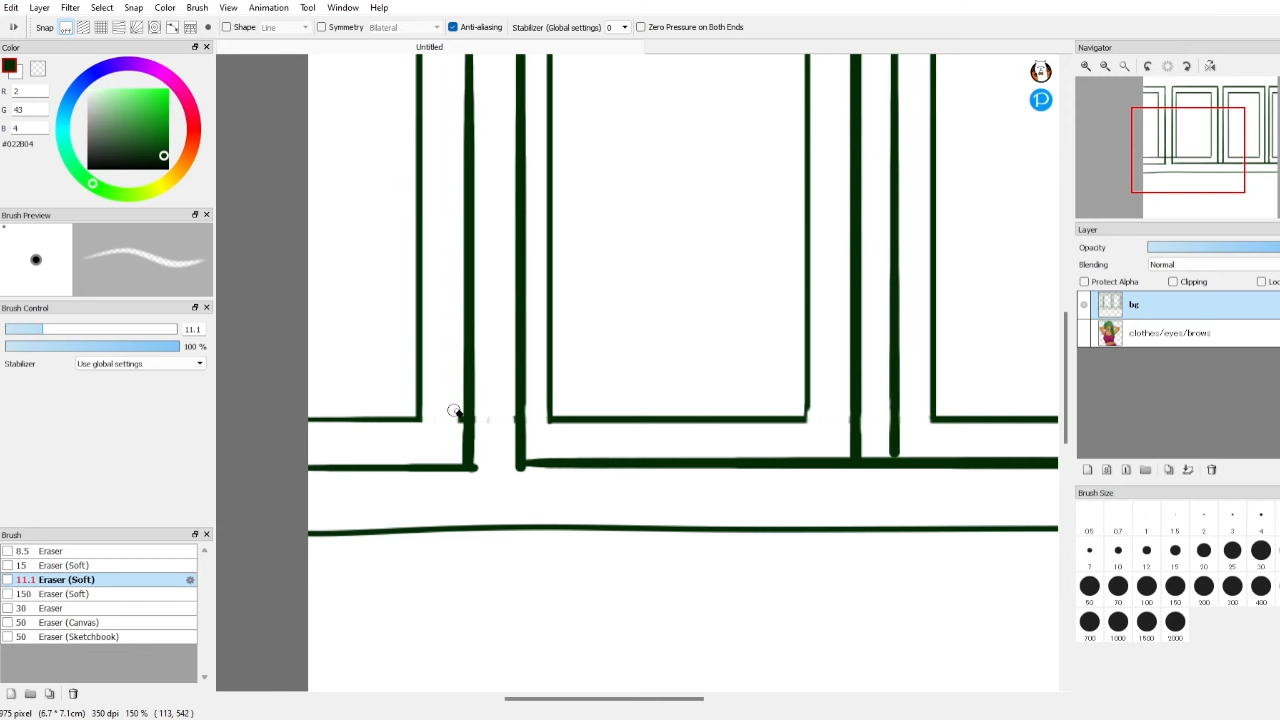 Edit Layer Filter Select Snap Color Brush View Animation Tool Window Help
Snap OFF Shape Line Symmetry Bilateral Anti-aliasing Stabilizer (Global settings) 0 Zero Pressure on Both Ends
Color
Untitled
Navigator
R 2
G 43
B 4
#022B04
Brush Preview
Layer
Opacity
Blending Normal
Protect Alpha Clipping Loc
bg
clothes/eyes/brows
Brush Control
11.1
100 %
Stabilizer Use global settings
Brush Size
0.5 0.7 1 1.5 2 3 4
7 10 12 15 20 25 30
50 70 100 150 200 300 400
700 1000 1500 2000
Brush
8.5 Eraser
15 Eraser (Soft)
11.1 Eraser (Soft)
150 Eraser (Soft)
30 Eraser
50 Eraser (Canvas)
50 Eraser (Sketchbook)
975 pixel (6.7 * 7.1cm) 350 dpi 150 % ( 113, 542 )